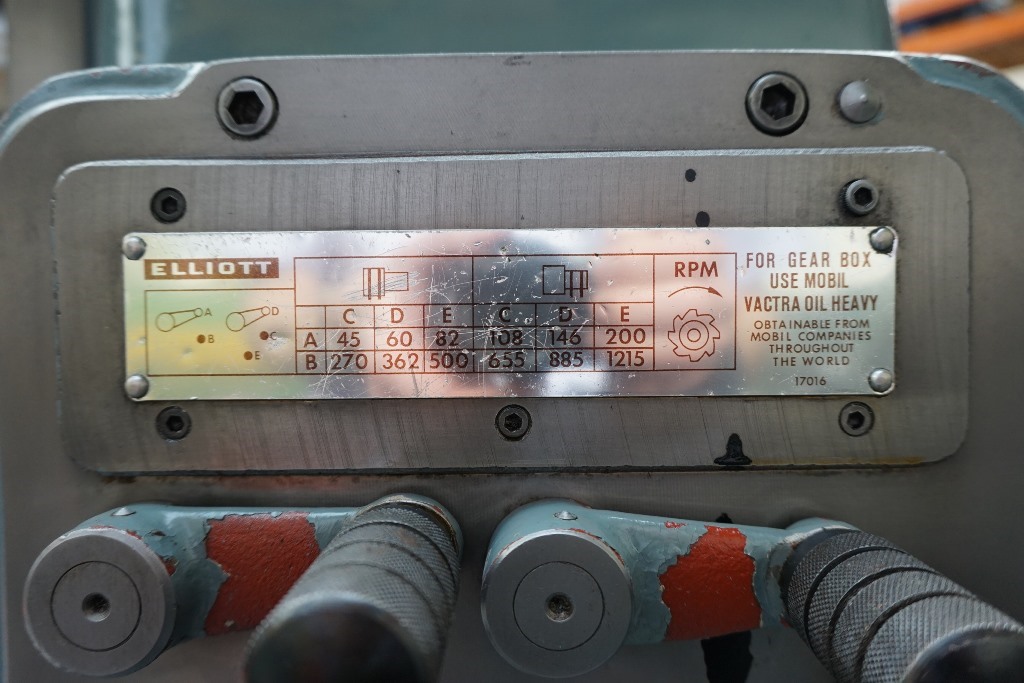 ELLIOTT
A
B
D
C
E
C D E C D E
A 45 60 82 108 146 200
B 270 362 500 655 885 1215
RPM
FOR GEAR BOX
USE MOBIL
VACTRA OIL HEAVY
OBTAINABLE FROM
MOBIL COMPANIES
THROUGHOUT
THE WORLD
17016